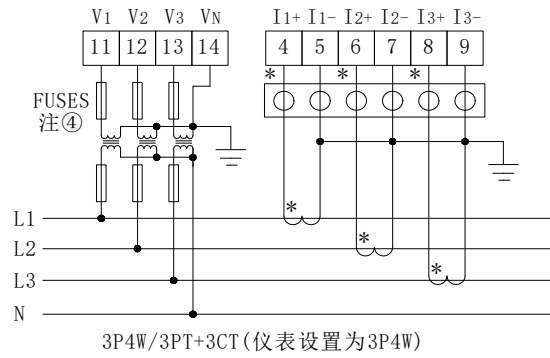 V1 V2 V3 VN I1+ I1- I2+ I2- I3+ I3-
11 12 13 14 4 5 6 7 8 9
* * *
FUSES
注④
*
L1
*
L2
*
L3
N
3P4W/3PT+3CT(仪表设置为3P4W)